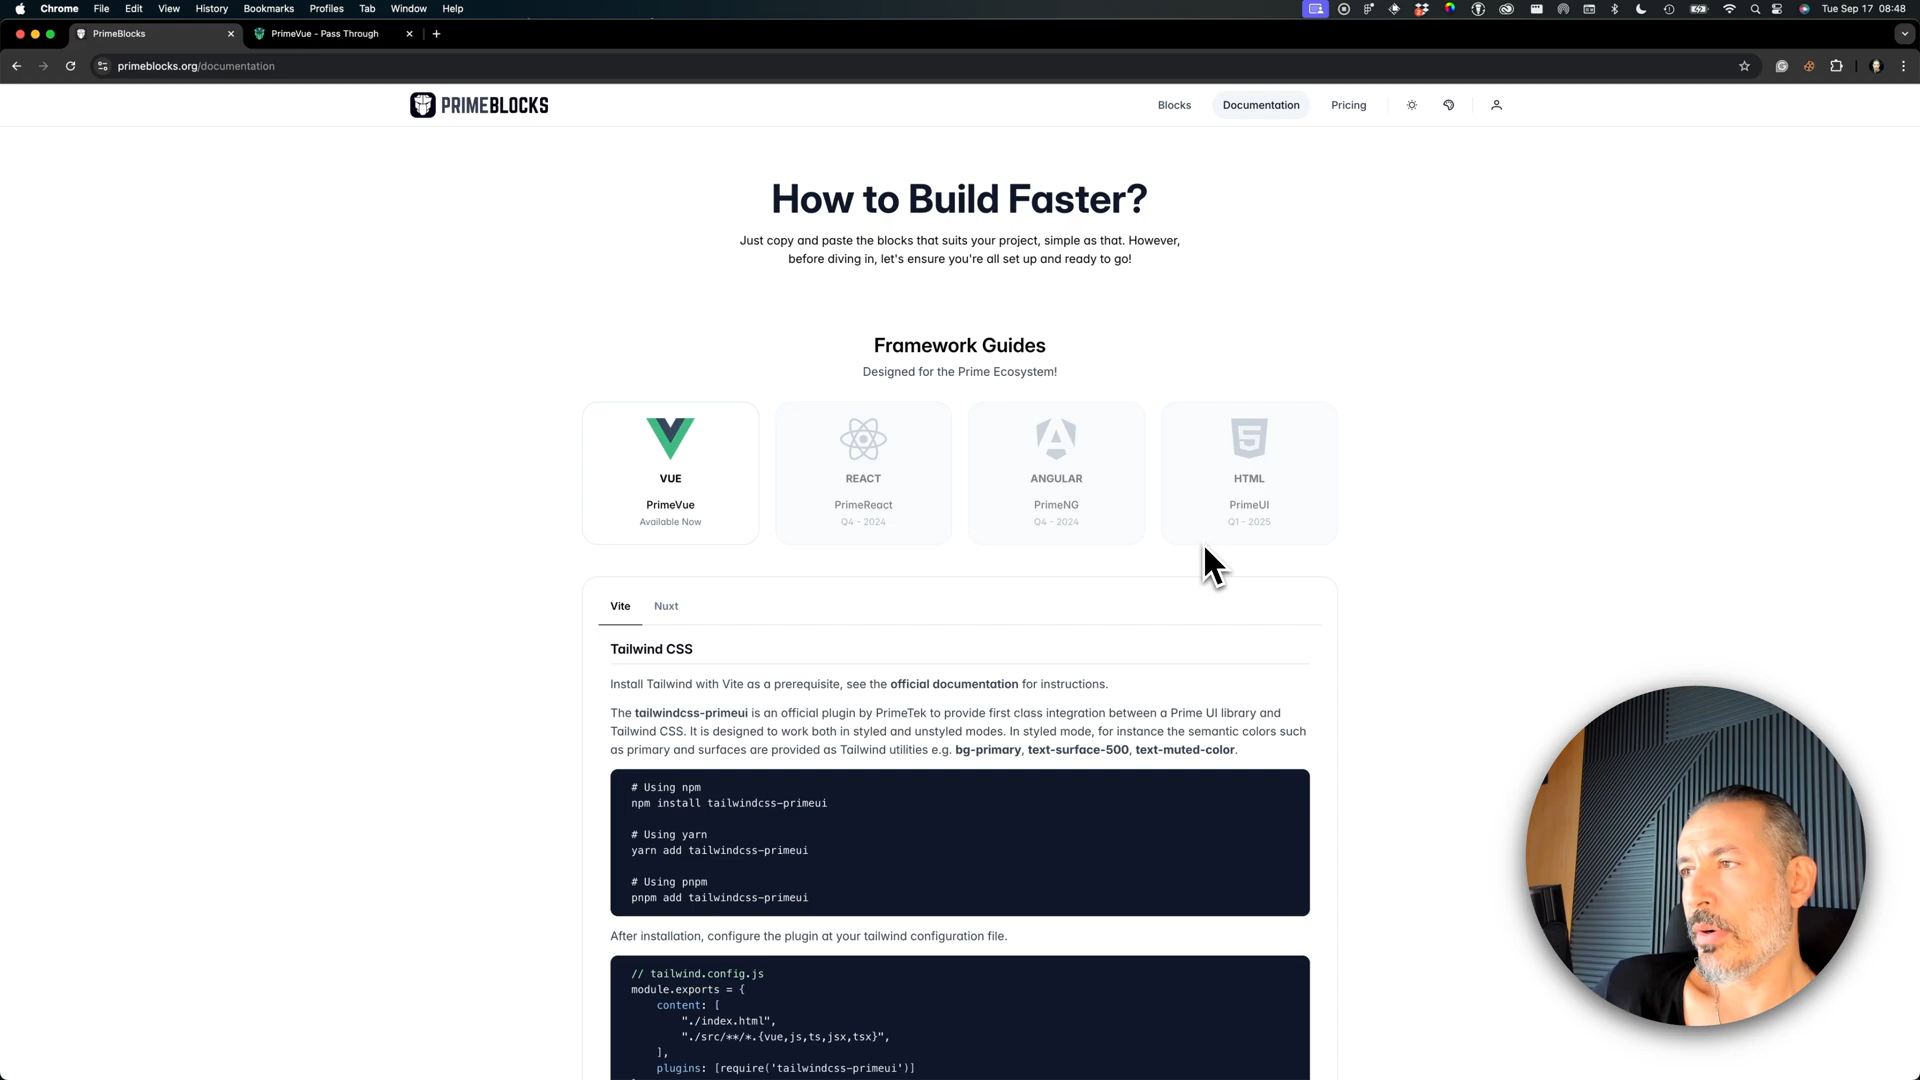 Chrome File Edit View History Bookmarks Profiles Tab Window Help
Tue Sep 17 08:48
PrimeBlocks
PrimeVue - Pass Through
primeblocks.org/documentation
PRIMEBLOCKS
Blocks
Documentation
Pricing
How to Build Faster?
Just copy and paste the blocks that suits your project, simple as that. However,
before diving in, let's ensure you're all set up and ready to go!
Framework Guides
Designed for the Prime Ecosystem!
VUE
PrimeVue
Available Now
REACT
PrimeReact
Q4 - 2024
ANGULAR
PrimeNG
Q4 - 2024
HTML
PrimeUI
Q1 - 2025
Vite
Nuxt
Tailwind CSS
Install Tailwind with Vite as a prerequisite, see the official documentation for instructions.
The tailwindcss-primeui is an official plugin by PrimeTek to provide first class integration between a Prime UI library and
Tailwind CSS. It is designed to work both in styled and unstyled modes. In styled mode, for instance the semantic colors such
as primary and surfaces are provided as Tailwind utilities e.g. bg-primary, text-surface-500, text-muted-color.
# Using npm
npm install tailwindcss-primeui
# Using yarn
yarn add tailwindcss-primeui
# Using pnpm
pnpm add tailwindcss-primeui
After installation, configure the plugin at your tailwind configuration file.
// tailwind.config.js
module.exports = {
content: [
"./index.html",
"./src/**/*.{vue,js,ts,jsx,tsx}",
],
plugins: [require('tailwindcss-primeui')]